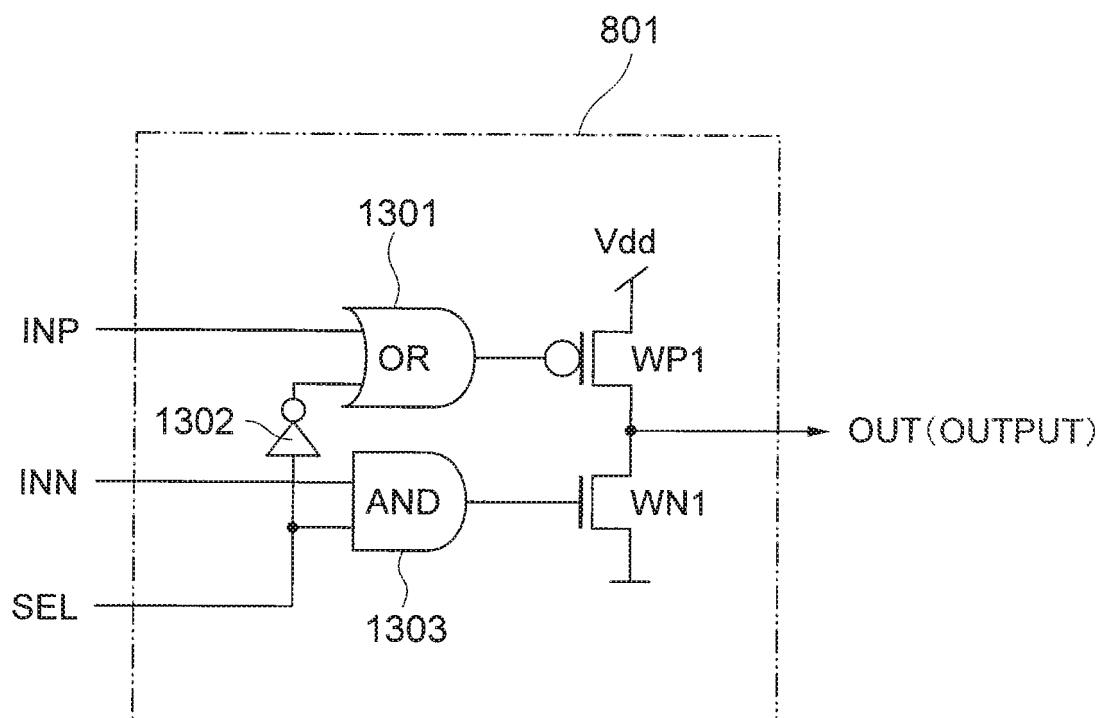 801
1301
Vdd
INP
OR
WP1
1302
OUT(OUTPUT)
INN
AND
WN1
SEL
1303